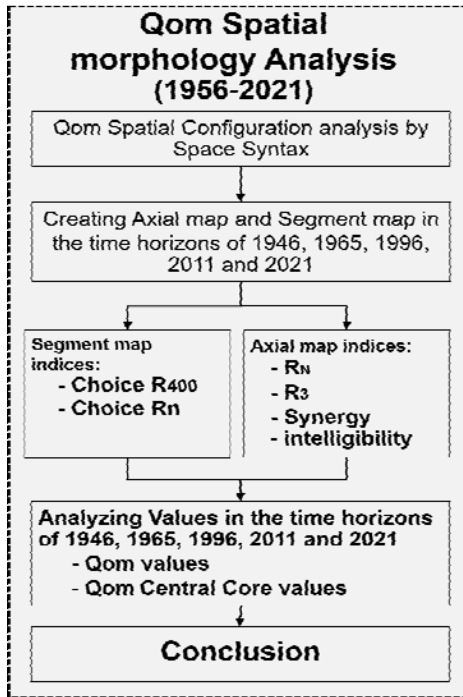 Qom Spatial
morphology Analysis
(1956-2021)
Qom Spatial Configuration analysis by
Space Syntax
Creating Axial map and Segment map in
the time horizons of 1946, 1965, 1996,
2011 and 2021
Segment map
indices:
- Choice R400
- Choice Rn
Axial map indices:
- RN
- R3
- Synergy
- intelligibility
Analyzing Values in the time horizons
of 1946, 1965, 1996, 2011 and 2021
- Qom values
- Qom Central Core values
Conclusion